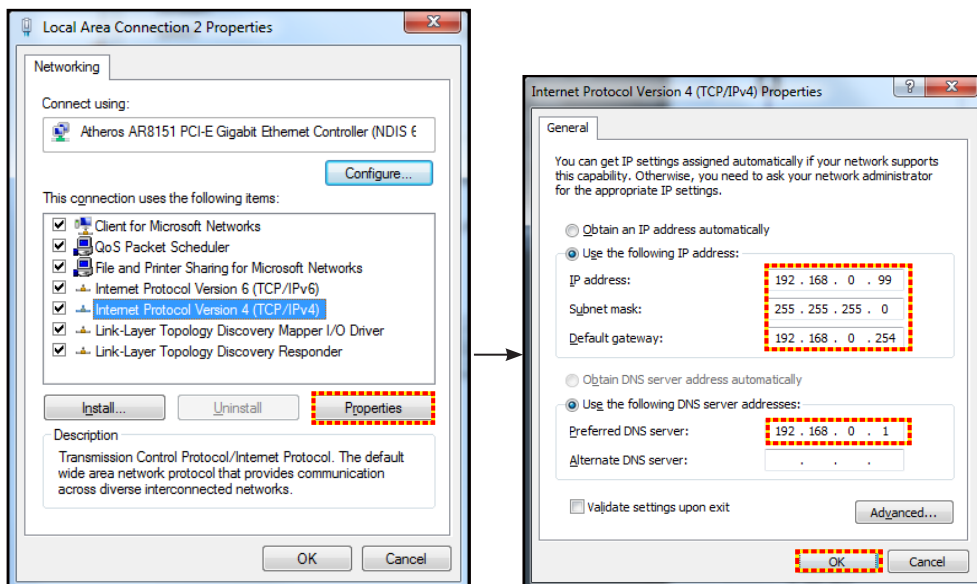 Local Area Connection 2 Properties
Networking
Connect using:
Atheros AR8151 PCI-E Gigabit Ethernet Controller (NDIS 6
Configure...
This connection uses the following items:
Client for Microsoft Networks
QoS Packet Scheduler
File and Printer Sharing for Microsoft Networks
Internet Protocol Version 6 (TCP/IPv6)
Internet Protocol Version 4 (TCP/IPv4)
Link-Layer Topology Discovery Mapper I/O Driver
Link-Layer Topology Discovery Responder
Install...
Uninstall
Properties
Description
Transmission Control Protocol/Internet Protocol. The default
wide area network protocol that provides communication
across diverse interconnected networks.
OK
Cancel
Internet Protocol Version 4 (TCP/IPv4) Properties
General
You can get IP settings assigned automatically if your network supports
this capability. Otherwise, you need to ask your network administrator
for the appropriate IP settings.
Obtain an IP address automatically
Use the following IP address:
IP address: 192 . 168 . 0 . 99
Subnet mask: 255 . 255 . 255 . 0
Default gateway: 192 . 168 . 0 . 254
Obtain DNS server address automatically
Use the following DNS server addresses:
Preferred DNS server: 192 . 168 . 0 . 1
Alternate DNS server: . . .
Validate settings upon exit
Advanced...
OK
Cancel